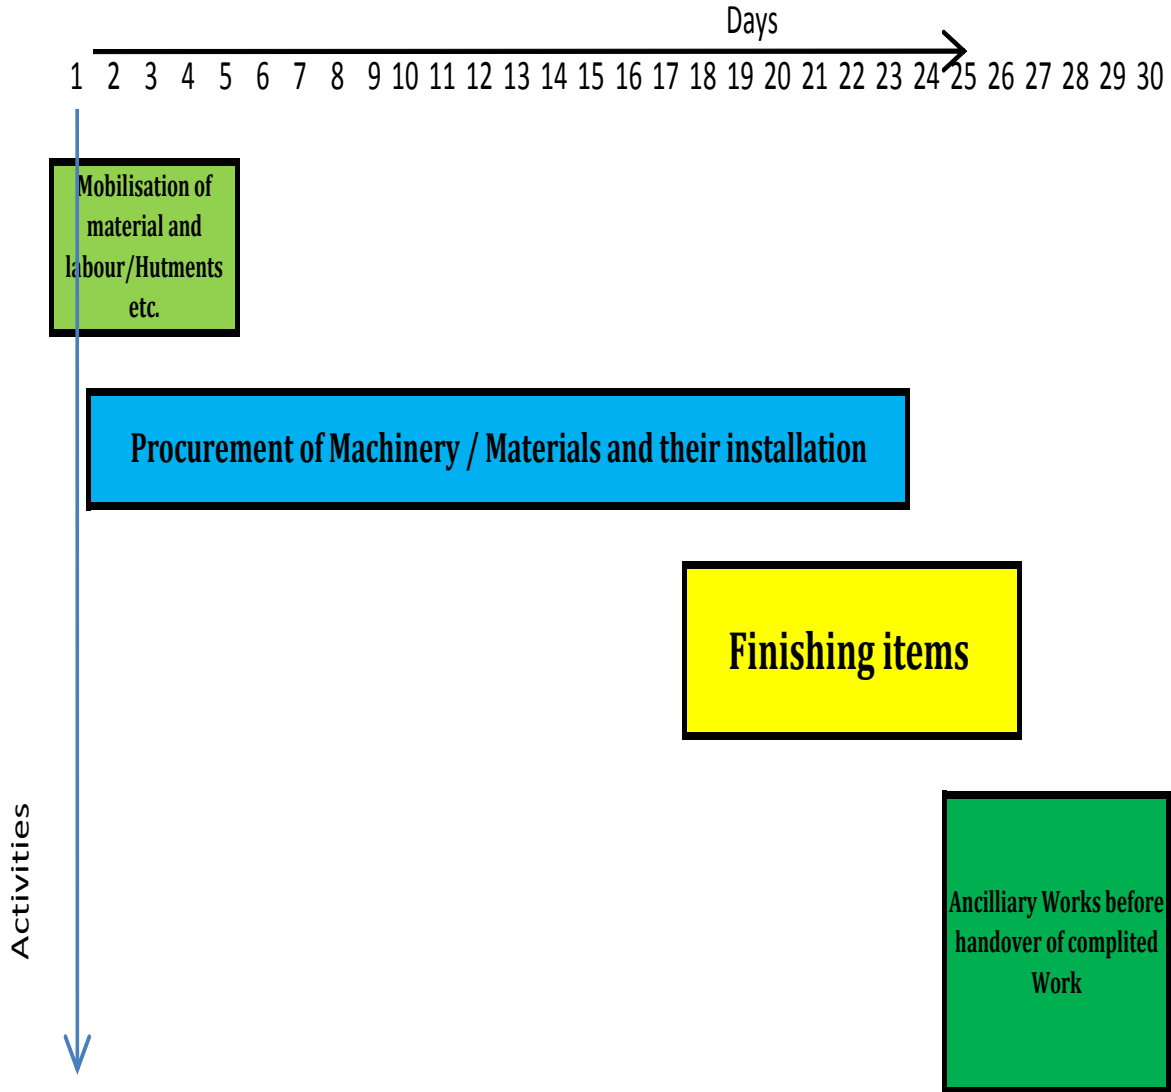 Days
1 2 3 4 5 6 7 8 9 10 11 12 13 14 15 16 17 18 19 20 21 22 23 24 25 26 27 28 29 30
Mobilisation of
material and
labour/Hutments
etc.
Procurement of Machinery / Materials and their installation
Finishing items
Activities
Ancilliary Works before
handover of complited
Work